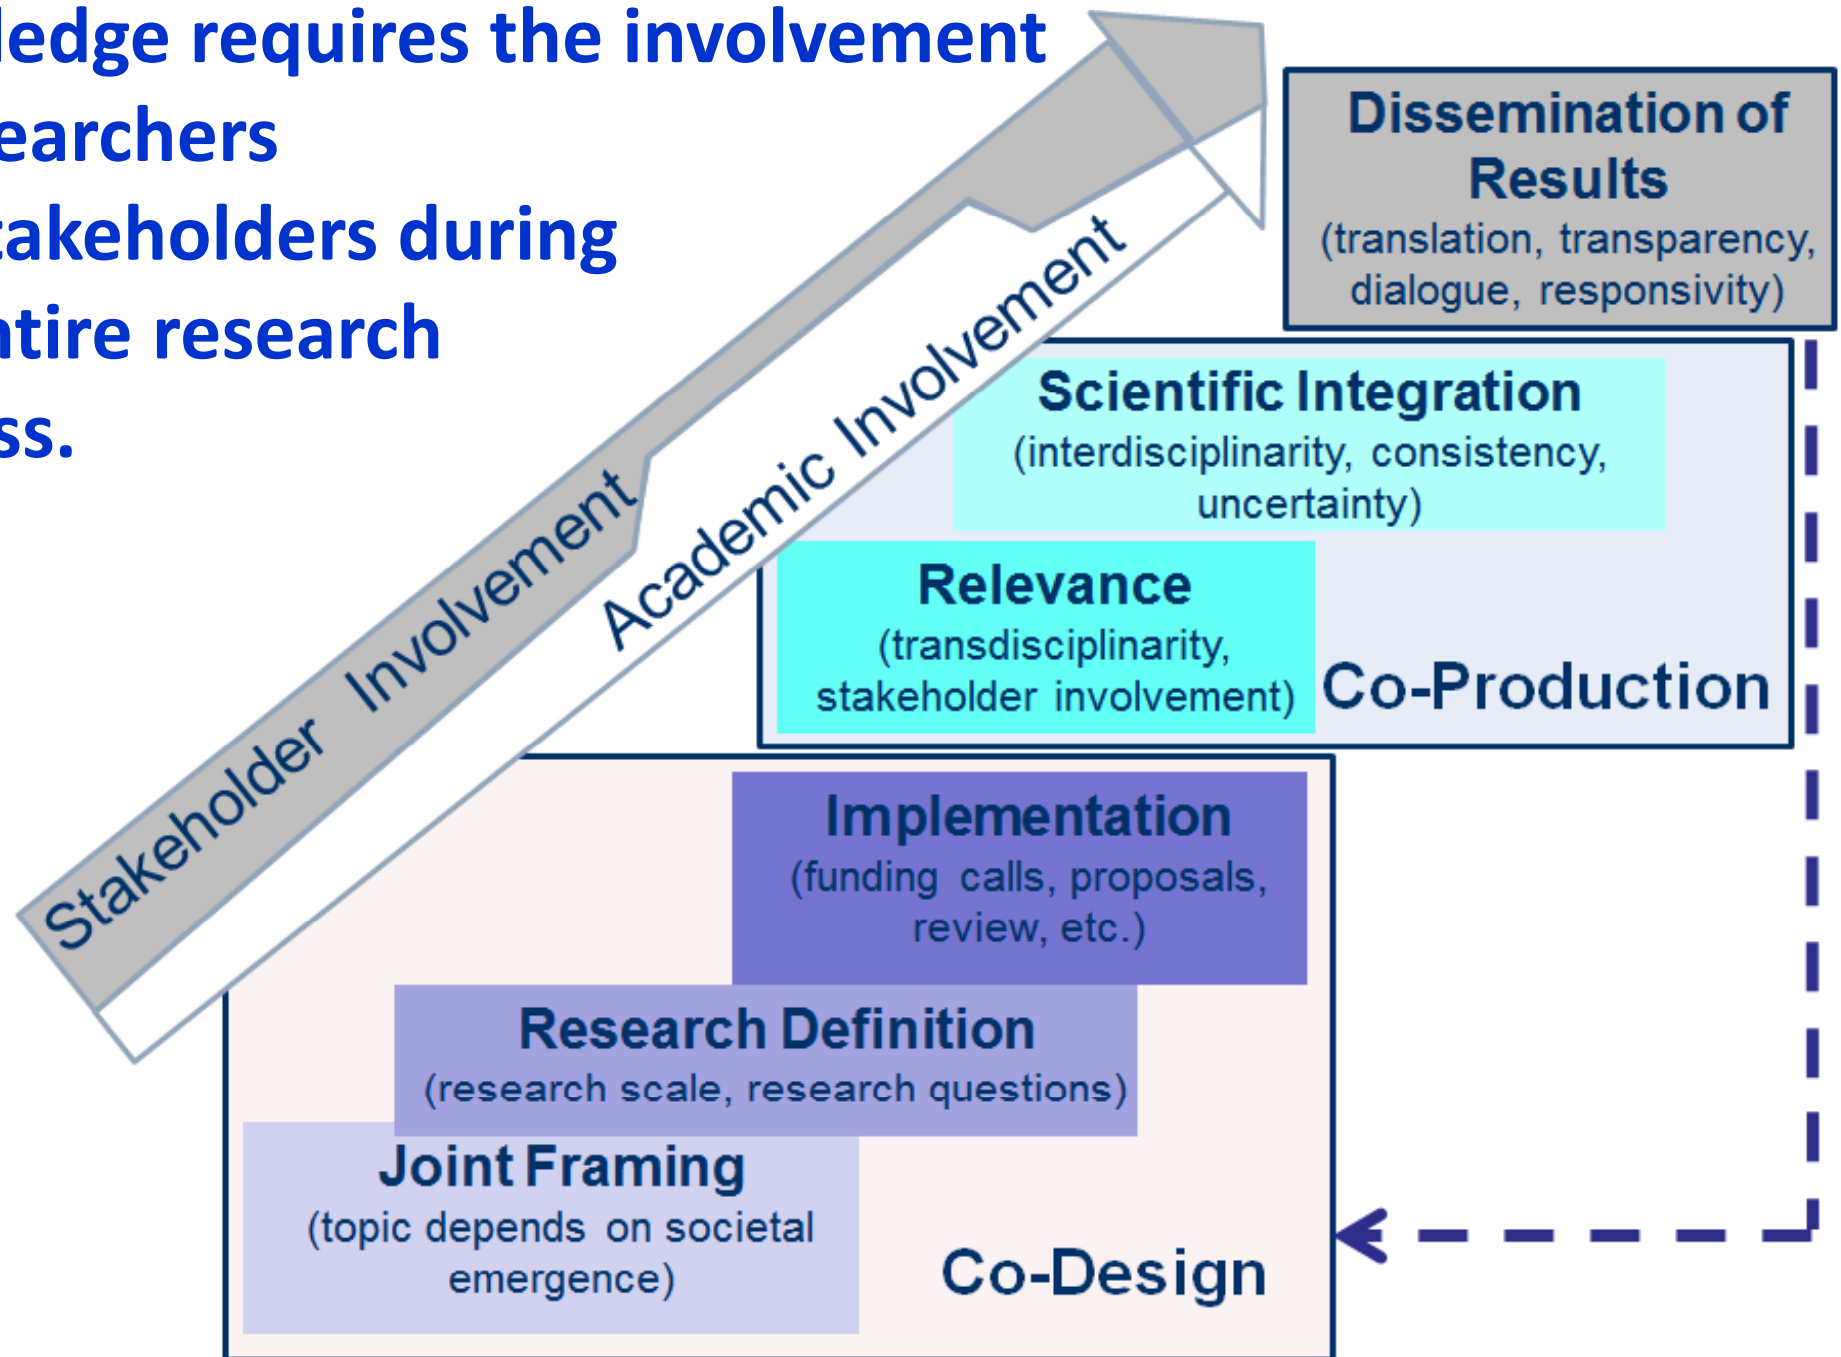 ledge requires the involvement
earchers
takeholders during
ntire research
ss.
Stakeholder Involvement
Academic Involvement
Dissemination of
Results
(translation, transparency,
dialogue, responsivity)
Scientific Integration
(interdisciplinarity, consistency,
uncertainty)
Relevance
(transdisciplinarity,
stakeholder involvement)
Co-Production
Implementation
(funding calls, proposals,
review, etc.)
Research Definition
(research scale, research questions)
Joint Framing
(topic depends on societal
emergence)
Co-Design